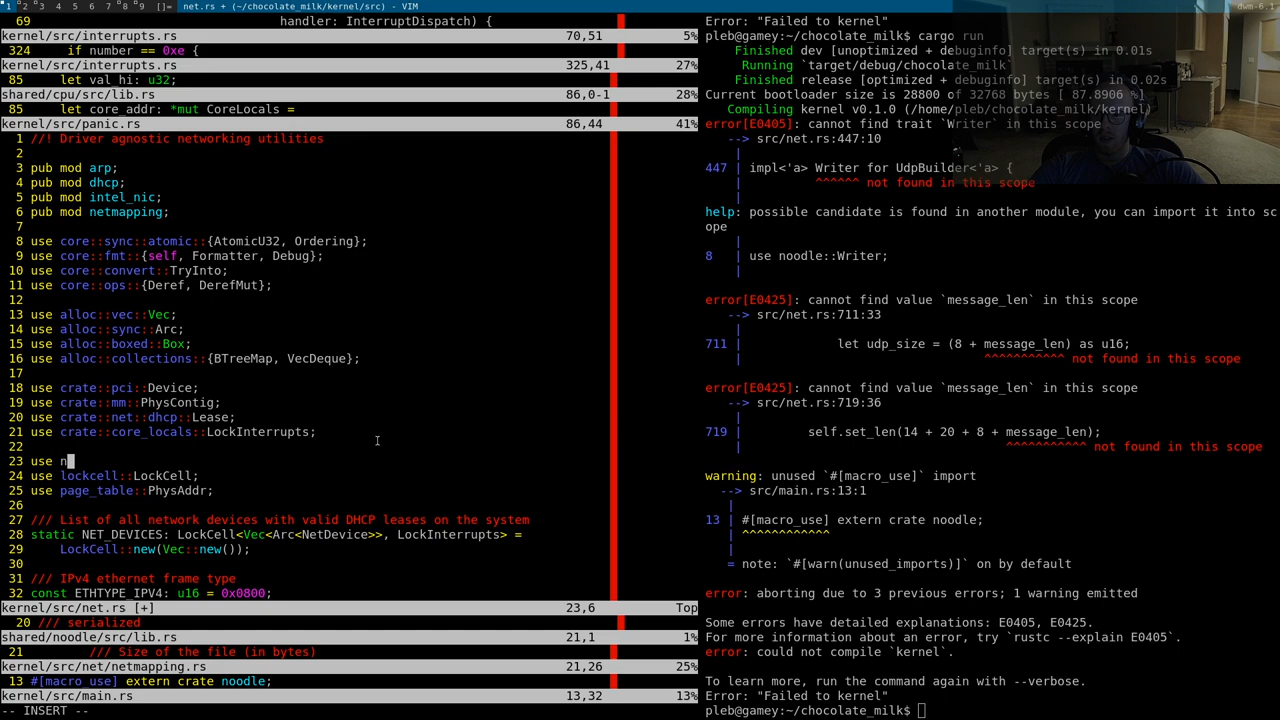 1 2 3 4 5 6 7 8 9 []= net.rs + (~/chocolate_milk/kernel/src) - VIM dwm-6.1
69 handler: InterruptDispatch) {
kernel/src/interrupts.rs 70,51 5%
324 if number == 0xe {
kernel/src/interrupts.rs 325,41 27%
85 let val_hi: u32;
shared/cpu/src/lib.rs 86,0-1 28%
85 let core_addr: *mut CoreLocals =
kernel/src/panic.rs 86,44 41%
1 //! Driver agnostic networking utilities
2
3 pub mod arp;
4 pub mod dhcp;
5 pub mod intel_nic;
6 pub mod netmapping;
7
8 use core::sync::atomic::{AtomicU32, Ordering};
9 use core::fmt::{self, Formatter, Debug};
10 use core::convert::TryInto;
11 use core::ops::{Deref, DerefMut};
12
13 use alloc::vec::Vec;
14 use alloc::sync::Arc;
15 use alloc::boxed::Box;
16 use alloc::collections::{BTreeMap, VecDeque};
17
18 use crate::pci::Device;
19 use crate::mm::PhysContig;
20 use crate::net::dhcp::Lease;
21 use crate::core_locals::LockInterrupts;
22
23 use n
24 use lockcell::LockCell;
25 use page_table::PhysAddr;
26
27 /// List of all network devices with valid DHCP leases on the system
28 static NET_DEVICES: LockCell<Vec<Arc<NetDevice>>, LockInterrupts> =
29 LockCell::new(Vec::new());
30
31 /// IPv4 ethernet frame type
32 const ETHTYPE_IPV4: u16 = 0x0800;
kernel/src/net.rs [+] 23,6 Top
20 /// serialized
shared/noodle/src/lib.rs 21,1 1%
21 /// Size of the file (in bytes)
kernel/src/net/netmapping.rs 21,26 25%
13 #[macro_use] extern crate noodle;
kernel/src/main.rs 13,32 13%
-- INSERT --
Error: "Failed to kernel"
pleb@gamey:~/chocolate_milk$ cargo run
Finished dev [unoptimized + debuginfo] target(s) in 0.01s
Running `target/debug/chocolate_milk`
Finished release [optimized + debuginfo] target(s) in 0.02s
Current bootloader size is 28800 of 32768 bytes [ 87.8906 %]
Compiling kernel v0.1.0 (/home/pleb/chocolate_milk/kernel)
error[E0405]: cannot find trait `Writer` in this scope
--> src/net.rs:447:10
|
447 | impl<'a> Writer for UdpBuilder<'a> {
| ^^^^^^ not found in this scope
|
help: possible candidate is found in another module, you can import it into sc
ope
|
8 | use noodle::Writer;
|
error[E0425]: cannot find value `message_len` in this scope
--> src/net.rs:711:33
|
711 | let udp_size = (8 + message_len) as u16;
| ^^^^^^^^^^^ not found in this scope
error[E0425]: cannot find value `message_len` in this scope
--> src/net.rs:719:36
|
719 | self.set_len(14 + 20 + 8 + message_len);
| ^^^^^^^^^^^ not found in this scope
warning: unused `#[macro_use]` import
--> src/main.rs:13:1
|
13 | #[macro_use] extern crate noodle;
| ^^^^^^^^^^^^
|
= note: `#[warn(unused_imports)]` on by default
error: aborting due to 3 previous errors; 1 warning emitted
Some errors have detailed explanations: E0405, E0425.
For more information about an error, try `rustc --explain E0405`.
error: could not compile `kernel`.
To learn more, run the command again with --verbose.
Error: "Failed to kernel"
pleb@gamey:~/chocolate_milk$